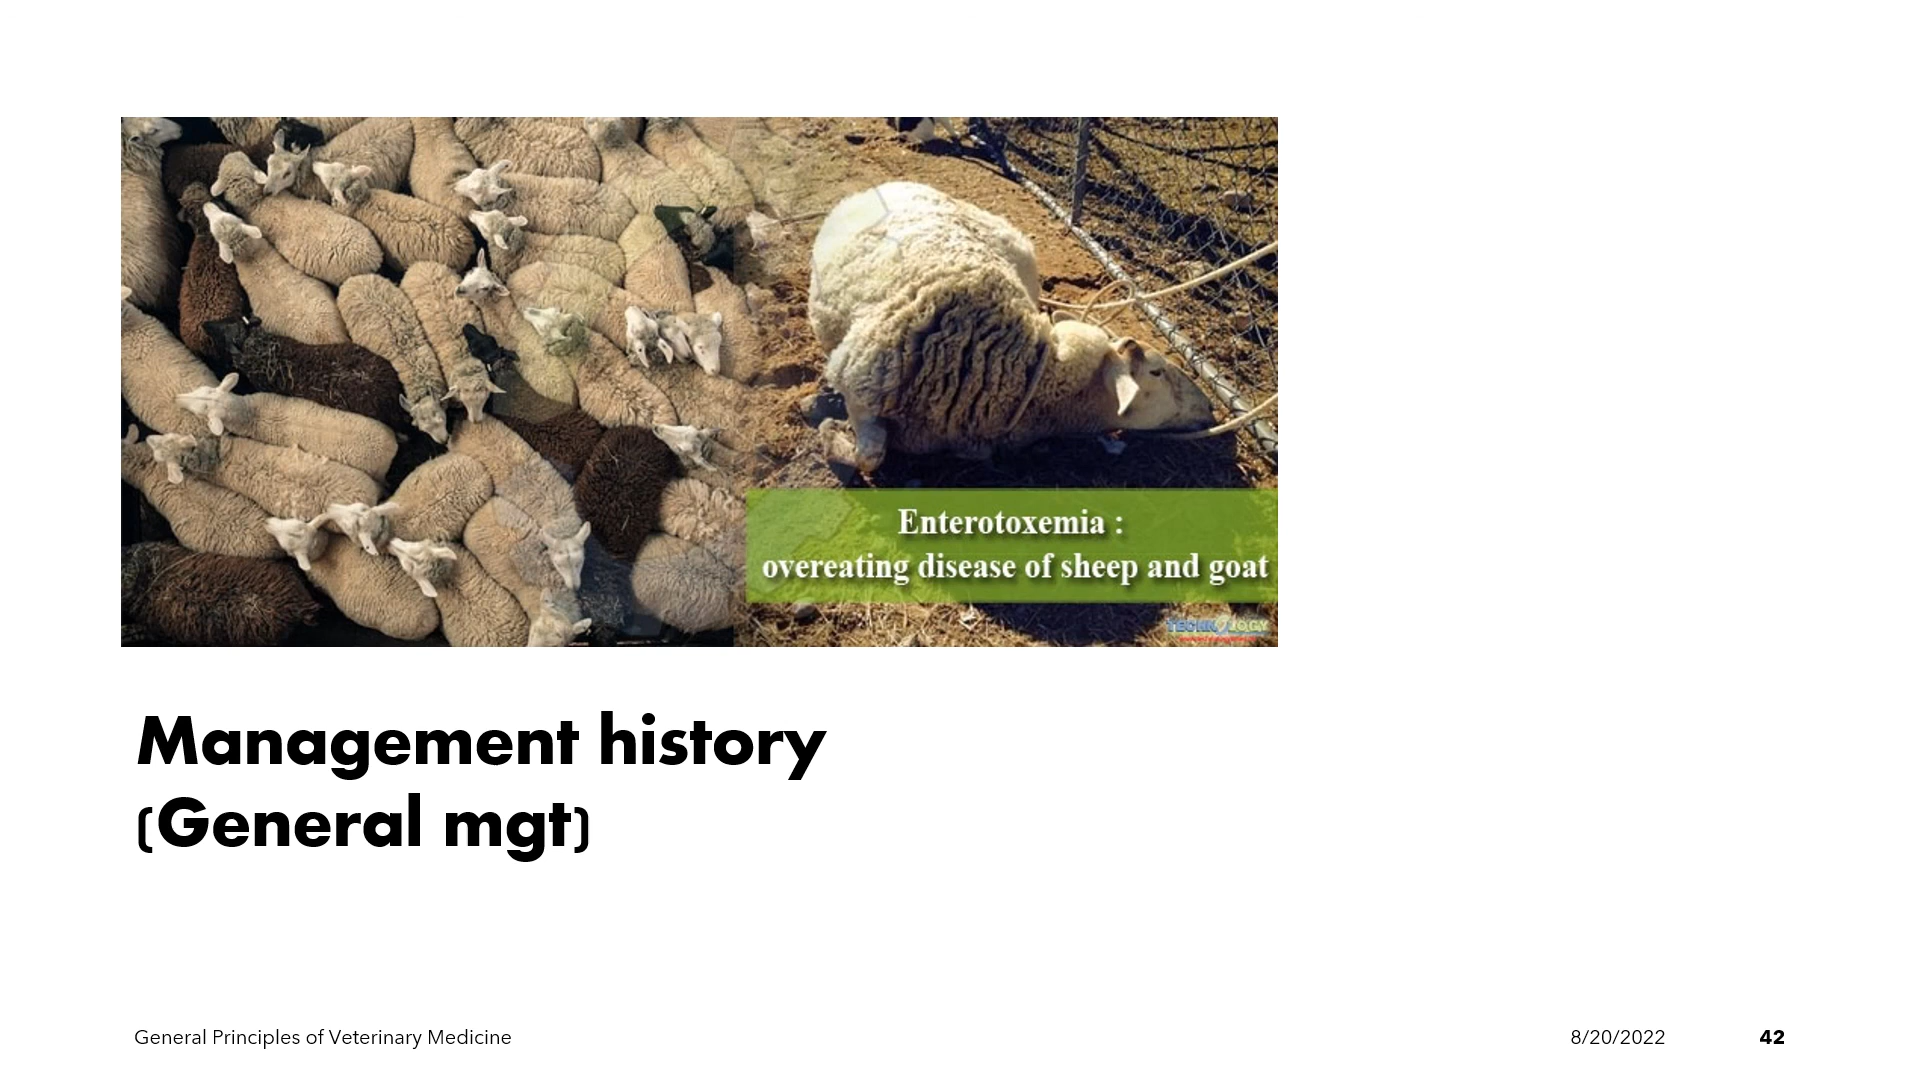 Enterotoxemia :
overeating disease of sheep and goat
TECHNOLOGY
Management history
(General mgt)
General Principles of Veterinary Medicine
8/20/2022
42